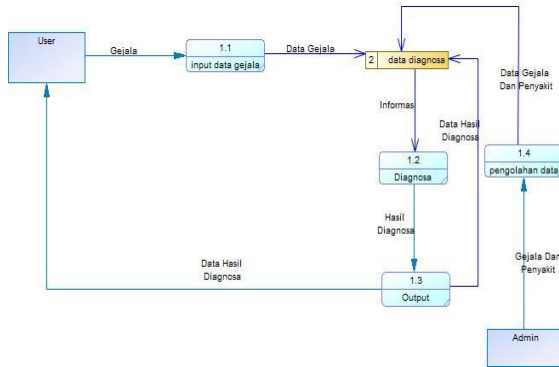 User
Gejala
1.1
input data gejala
Data Gejala
2 data diagnosa
Data Gejala
Dan Penyakit
Informas
Data Hasil
Diagnosa
1.2
Diagnosa
1.4
pengolahan data
Hasil
Diagnosa
Data Hasil
Diagnosa
1.3
Output
Gejala Dan
Penyakit
Admin